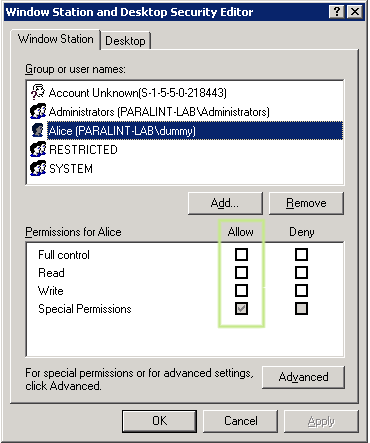 Window Station and Desktop Security Editor
Window Station
Desktop
Group or user names:
Account Unknown(S-1-5-5-0-218443)
Administrators (PARALINT-LAB\Administrators)
Alice (PARALINT-LAB\dummy)
RESTRICTED
SYSTEM
Add...
Remove
Permissions for Alice
Allow
Deny
Full control
Read
Write
Special Permissions
For special permissions or for advanced settings,
click Advanced.
Advanced
OK
Cancel
Apply